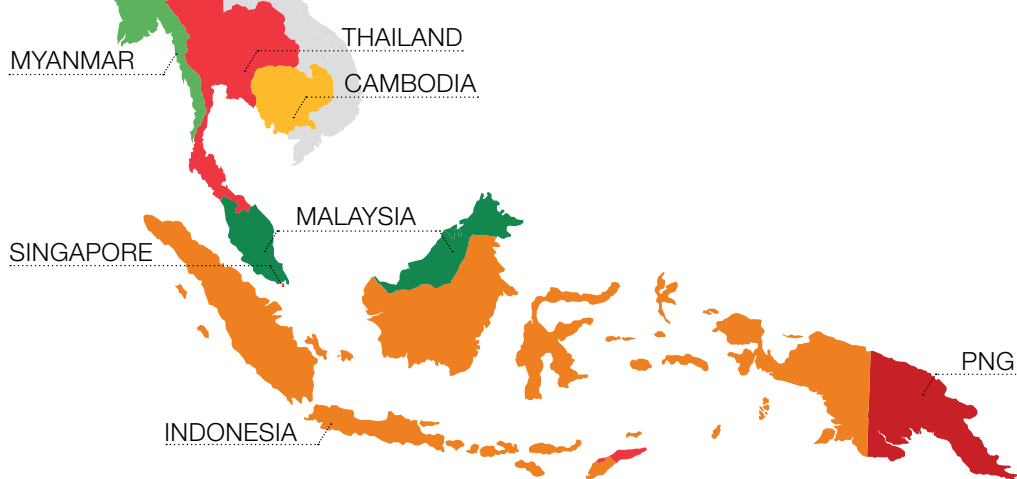 THAILAND
MYANMAR
CAMBODIA
MALAYSIA
SINGAPORE
PNG
INDONESIA